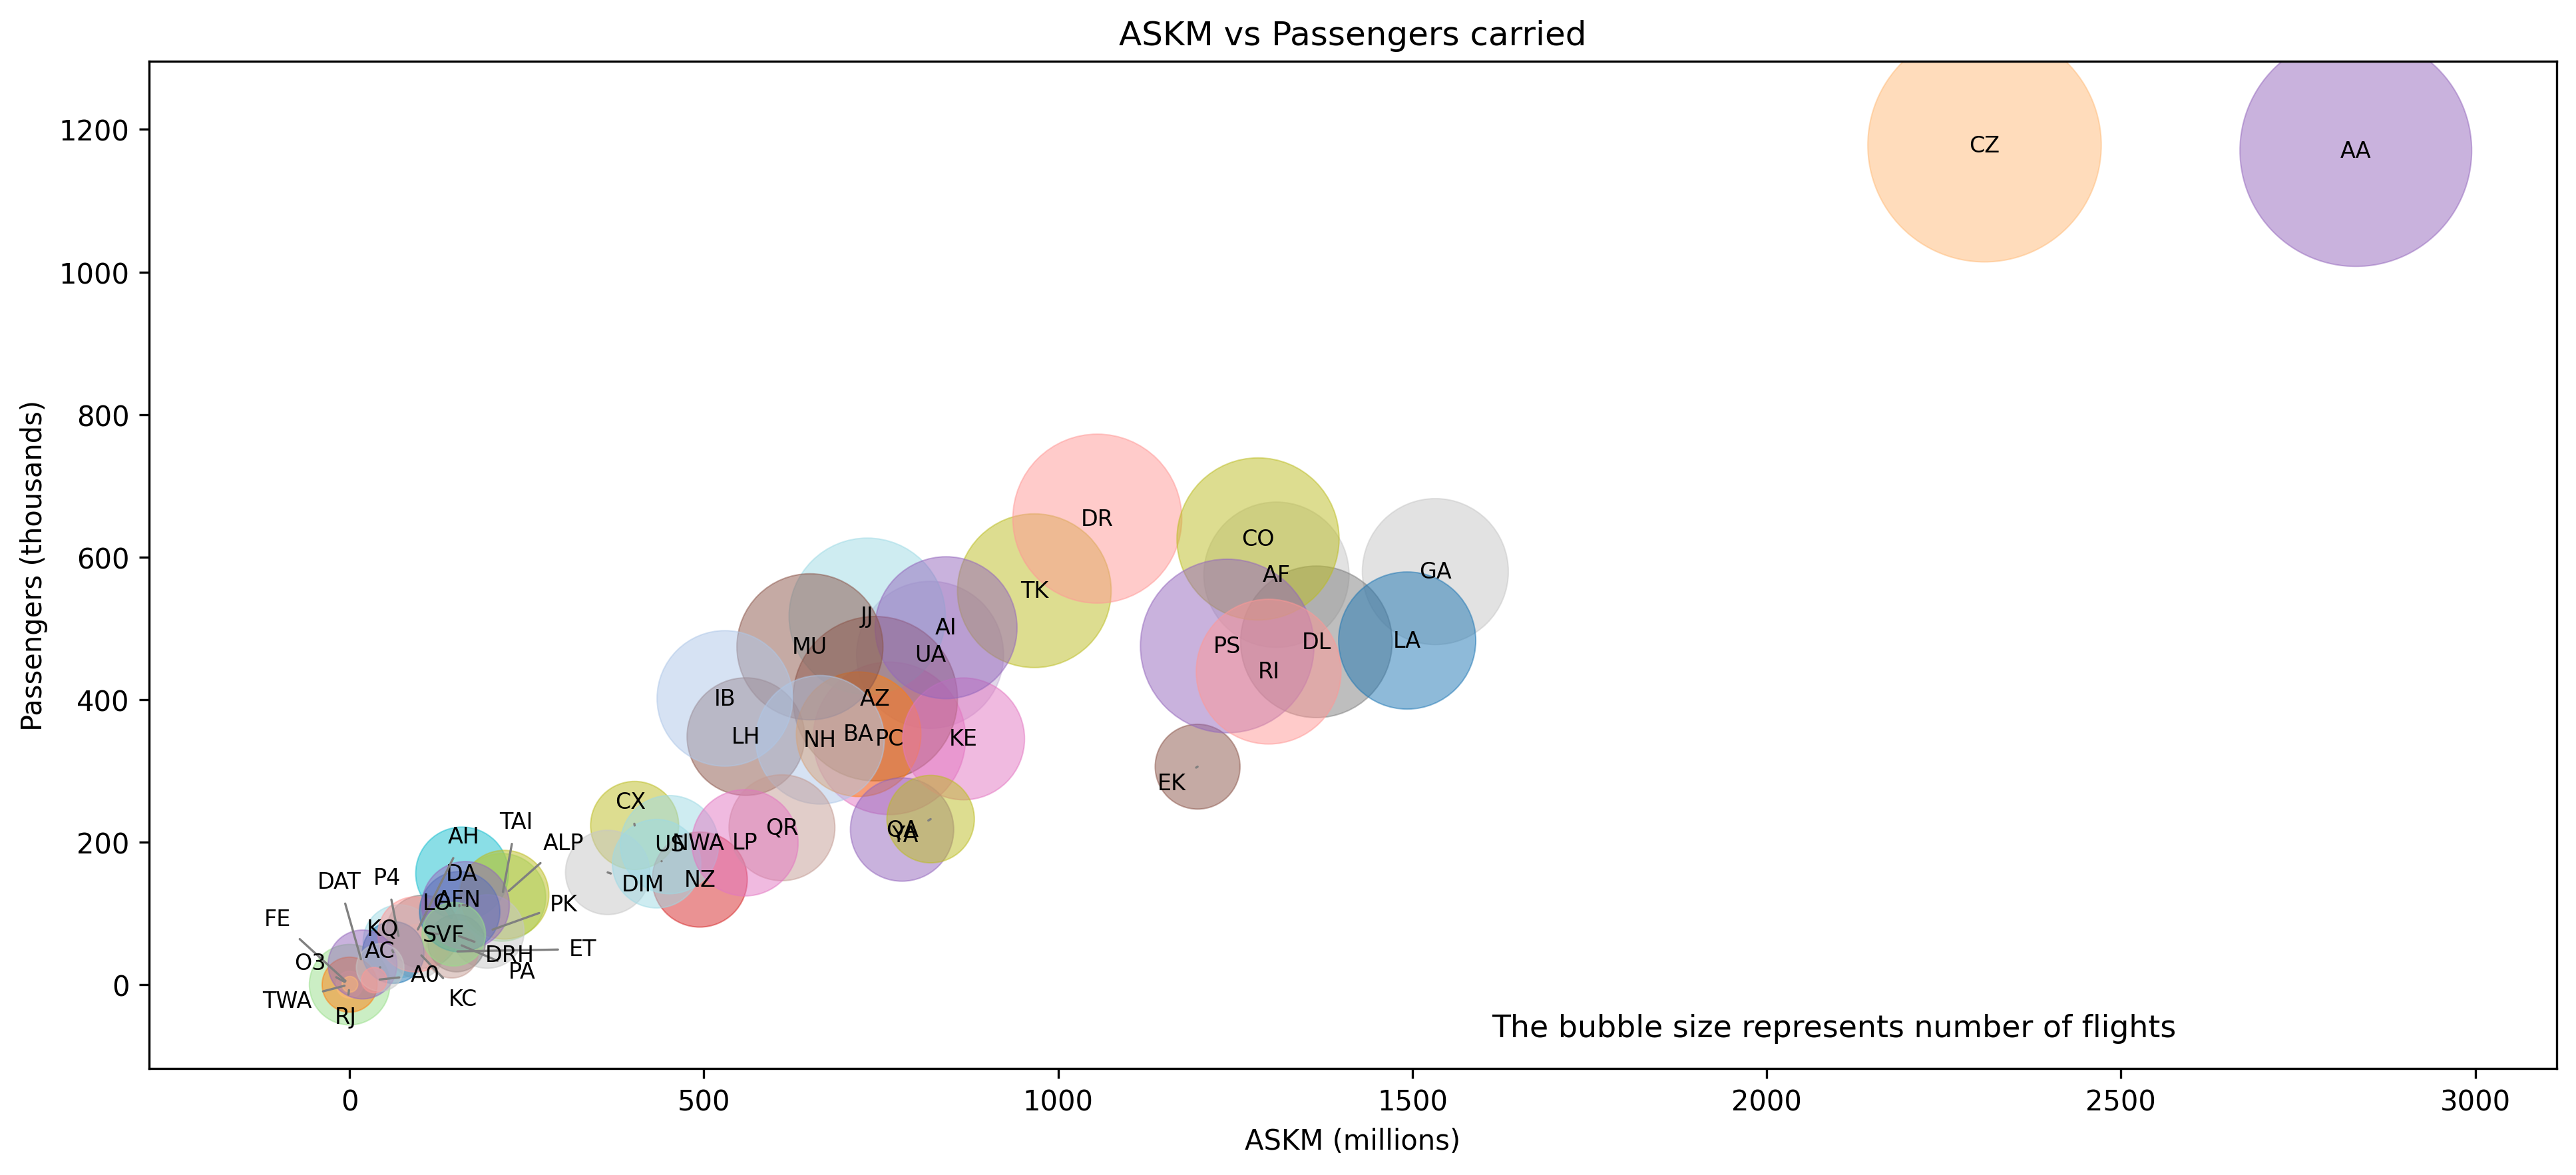 ASKM vs Passengers carried
1200
1000
800
600
400
200
0
Passengers (thousands)
CZ
AA
DR
CO
AF
GA
TK
JJ
AI
UA
MU
PS
DL
LA
RI
IB
AZ
LH
NH
BA
PC
KE
EK
CX
QR
QA
YA
US
NWA
LP
DIM
NZ
TAI
AH
ALP
DA
P4
DAT
LO
AFN
PK
FE
KQ
SVF
AC
DRH
ET
O3
A0
PA
TWA
KC
RJ
The bubble size represents number of flights
0
500
1000
1500
2000
2500
3000
ASKM (millions)